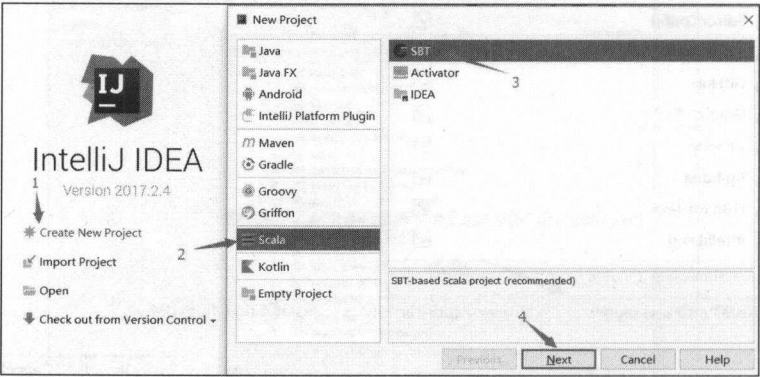 IJ
IntelliJ IDEA
Version 2017.2.4
1
Create New Project
Import Project
Open
Check out from Version Control
New Project
Java
Java FX
Android
IntelliJ Platform Plugin
Maven
Gradle
Groovy
Griffon
2
Scala
Kotlin
Empty Project
SBT
3
Activator
IDEA
SBT-based Scala project (recommended)
4
Previous
Next
Cancel
Help